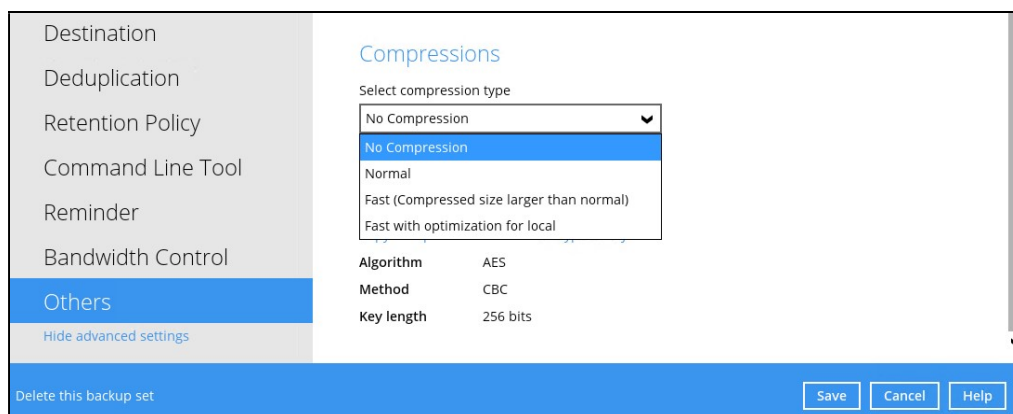 Destination
Deduplication
Retention Policy
Command Line Tool
Reminder
Bandwidth Control
Others
Hide advanced settings
Compressions
Select compression type
No Compression
No Compression
Normal
Fast (Compressed size larger than normal)
Fast with optimization for local
Algorithm AES
Method CBC
Key length 256 bits
Delete this backup set
Save Cancel Help